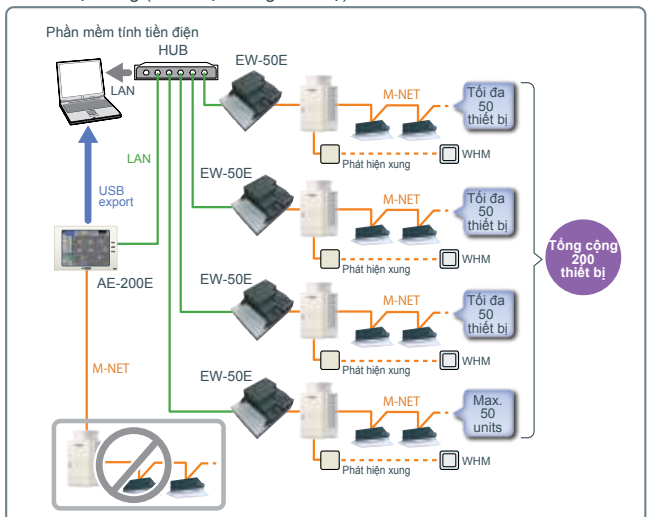 Phần mềm tính tiền điện
HUB
EW-50E
LAN
M-NET
Tối đa
50
thiết bị
Phát hiện xung
WHM
LAN
EW-50E
M-NET
Tối đa
50
thiết bị
USB
export
Phát hiện xung
WHM
Tổng cộng
200
thiết bị
AE-200E
EW-50E
M-NET
Tối đa
50
thiết bị
Phát hiện xung
WHM
M-NET
EW-50E
M-NET
Max.
50
units
Phát hiện xung
WHM